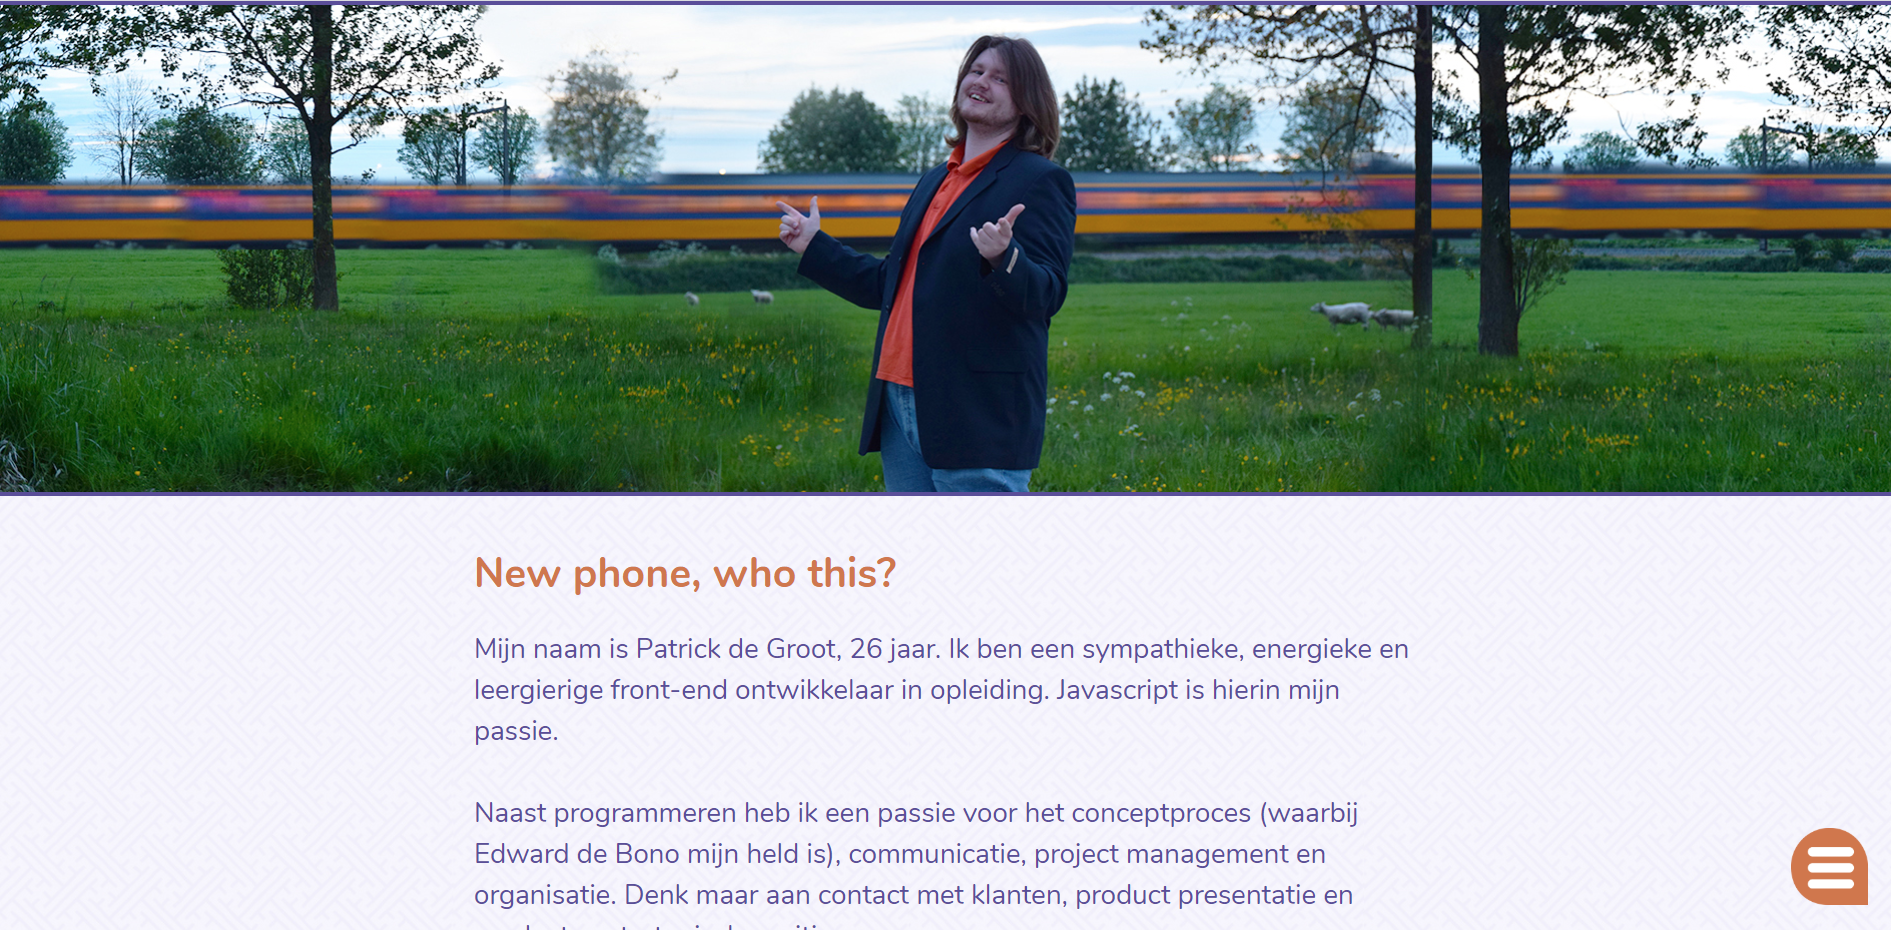 New phone, who this?
Mijn naam is Patrick de Groot, 26 jaar. Ik ben een sympathieke, energieke en
leergierige front-end ontwikkelaar in opleiding. Javascript is hierin mijn
passie.
Naast programmeren heb ik een passie voor het conceptproces (waarbij
Edward de Bono mijn held is), communicatie, project management en
organisatie. Denk maar aan contact met klanten, product presentatie en